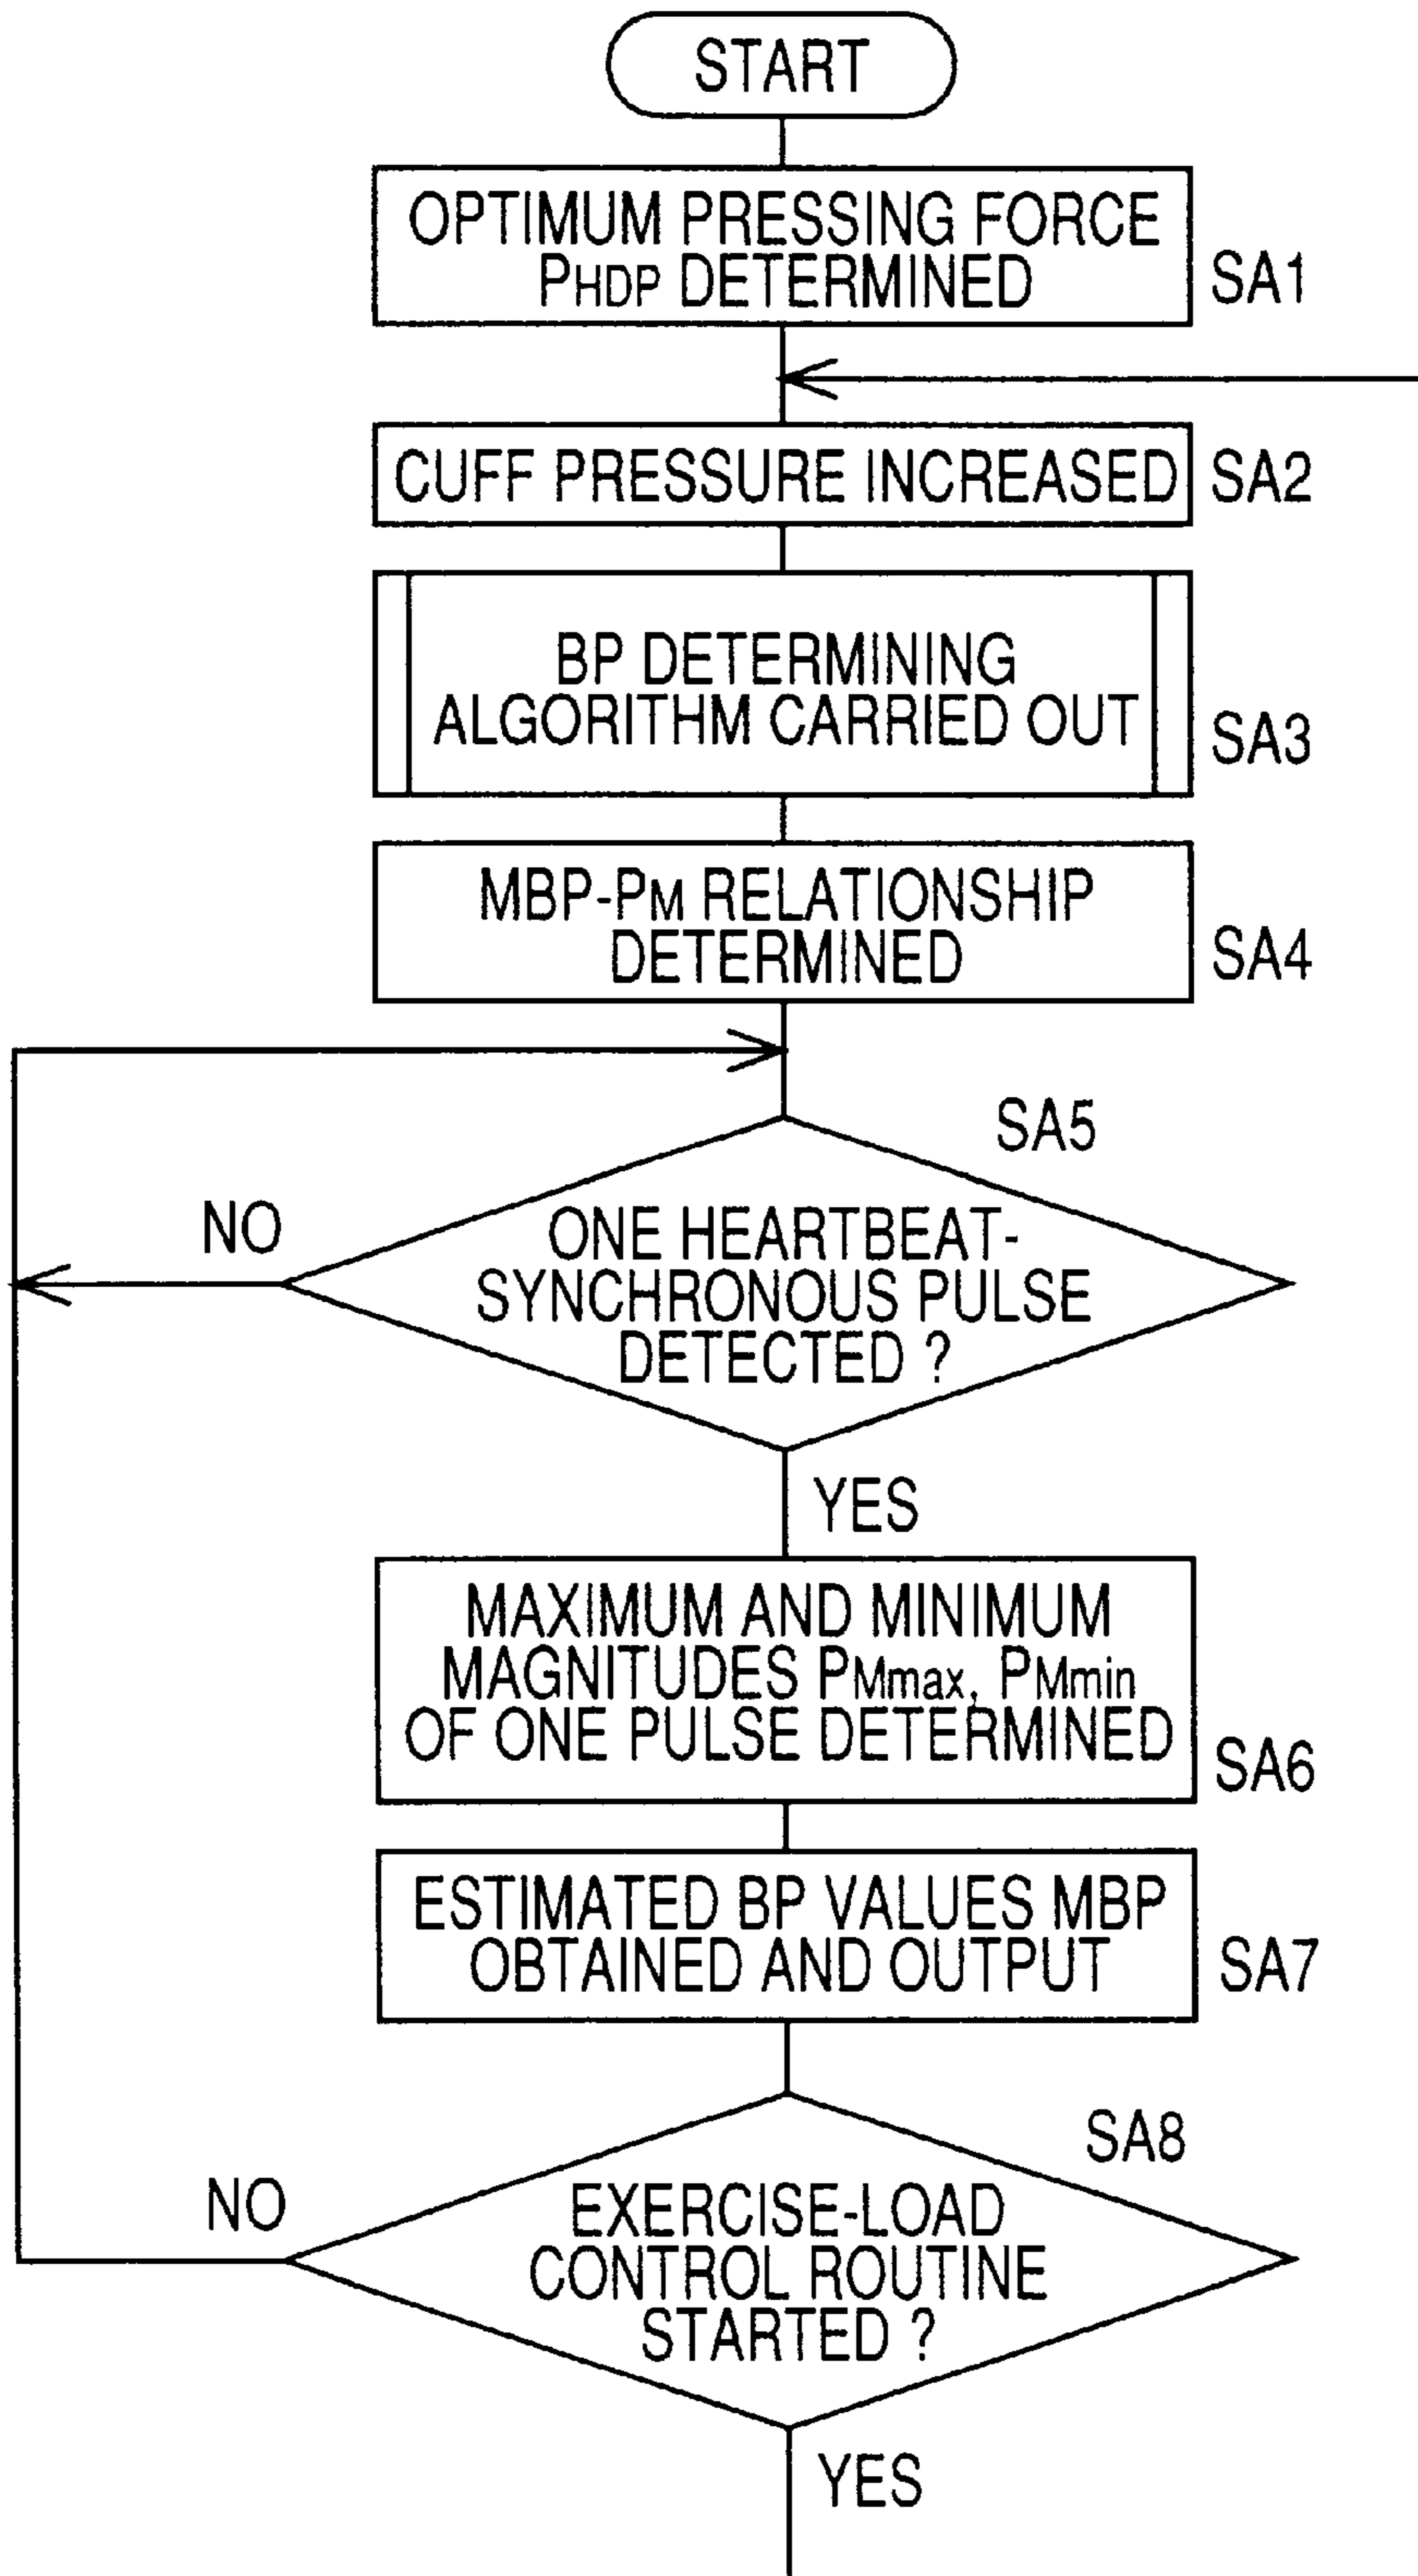 START
OPTIMUM PRESSING FORCE
PHDP DETERMINED
SA1
CUFF PRESSURE INCREASED
SA2
BP DETERMINING
ALGORITHM CARRIED OUT
SA3
MBP-PM RELATIONSHIP
DETERMINED
SA4
SA5
NO
ONE HEARTBEAT-
SYNCHRONOUS PULSE
DETECTED ?
YES
MAXIMUM AND MINIMUM
MAGNITUDES PMmax, PMmin
OF ONE PULSE DETERMINED
SA6
ESTIMATED BP VALUES MBP
OBTAINED AND OUTPUT
SA7
SA8
NO
EXERCISE-LOAD
CONTROL ROUTINE
STARTED ?
YES